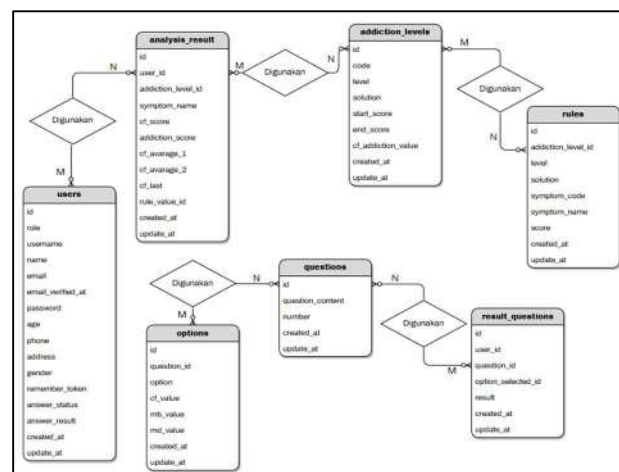 analysis_result
id
user_id
addiction_level_id
symptom_name
cf_score
addiction_score
cf_avarage_1
cf_avarage_2
cf_last
rule_value_id
created_at
update_at
M
Digunakan
N
addiction_levels
id
code
level
solution
start_score
end_score
cf_addiction_value
created_at
update_at
M
Digunakan
N
rules
id
addiction_level_id
level
solution
symptom_code
symptom_name
score
created_at
update_at
N
Digunakan
M
users
id
role
username
name
email
email_verified_at
password
age
phone
address
gender
remember_token
answer_status
answer_result
created_at
update_at
Digunakan
N
M
options
id
question_id
option
cf_value
mb_value
md_value
created_at
update_at
questions
id
question_content
number
created_at
update_at
N
Digunakan
M
result_questions
id
user_id
question_id
option_selected_id
result
created_at
update_at